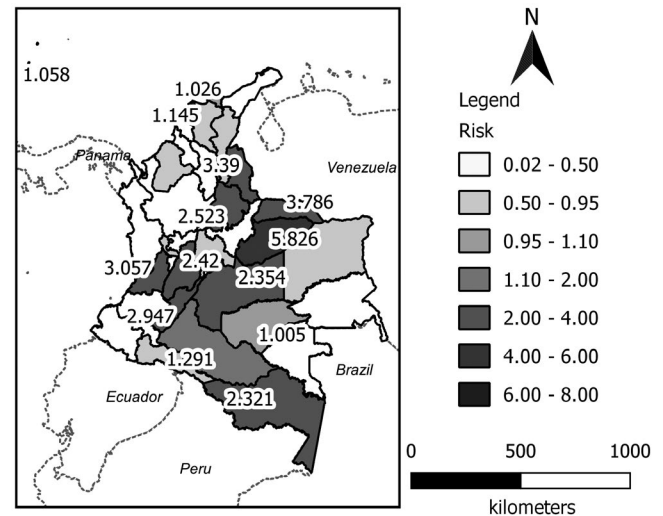 1.058
1.026
1.145
Panama
3.39
Venezuela
3.786
2.523
5.826
2.42
3.057
2.354
2.947
1.005
1.291
Brazil
Ecuador
2.321
Peru
N
Legend
Risk
0.02 - 0.50
0.50 - 0.95
0.95 - 1.10
1.10 - 2.00
2.00 - 4.00
4.00 - 6.00
6.00 - 8.00
0 500 1000
kilometers